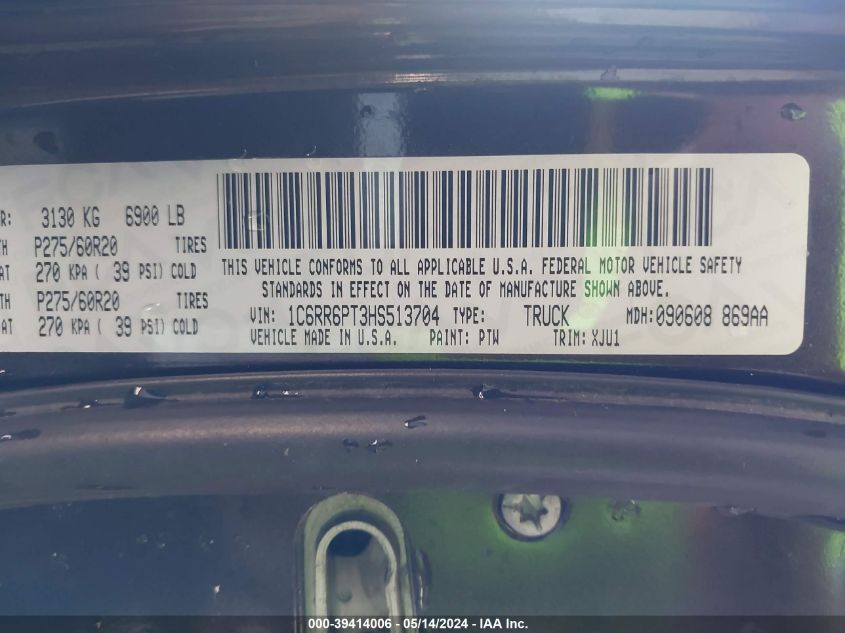 R: 3130 KG 6900 LB
TH P275/60R20 TIRES
AT 270 KPA ( 39 PSI) COLD
TH P275/60R20 TIRES
AT 270 KPA ( 39 PSI) COLD
THIS VEHICLE CONFORMS TO ALL APPLICABLE U.S.A. FEDERAL MOTOR VEHICLE SAFETY
STANDARDS IN EFFECT ON THE DATE OF MANUFACTURE SHOWN ABOVE.
VIN: 1C6RR6PT3HS513704 TYPE: TRUCK MDH: 090608 869AA
VEHICLE MADE IN U.S.A. PAINT: PTW TRIM: XJU1
000-39414006 - 05/14/2024 - IAA Inc.